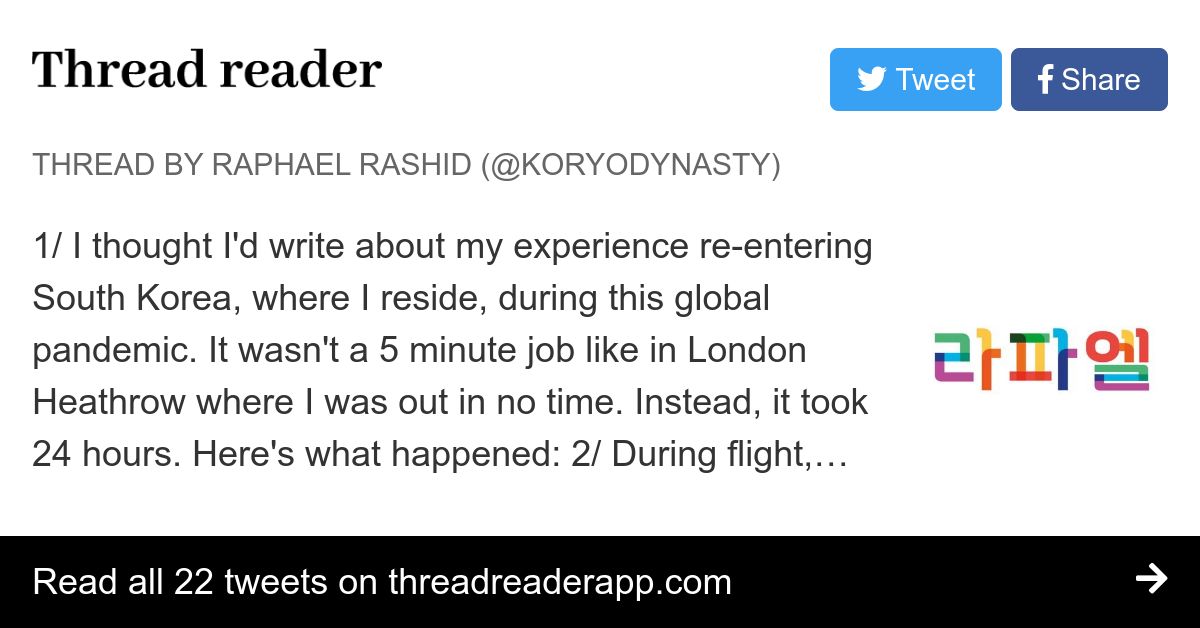 Thread reader
Tweet
Share
THREAD BY RAPHAEL RASHID (@KORYODYNASTY)
1/ I thought I'd write about my experience re-entering
South Korea, where I reside, during this global
pandemic. It wasn't a 5 minute job like in London
Heathrow where I was out in no time. Instead, it took
24 hours. Here's what happened: 2/ During flight,…
라파엘
Read all 22 tweets on threadreaderapp.com